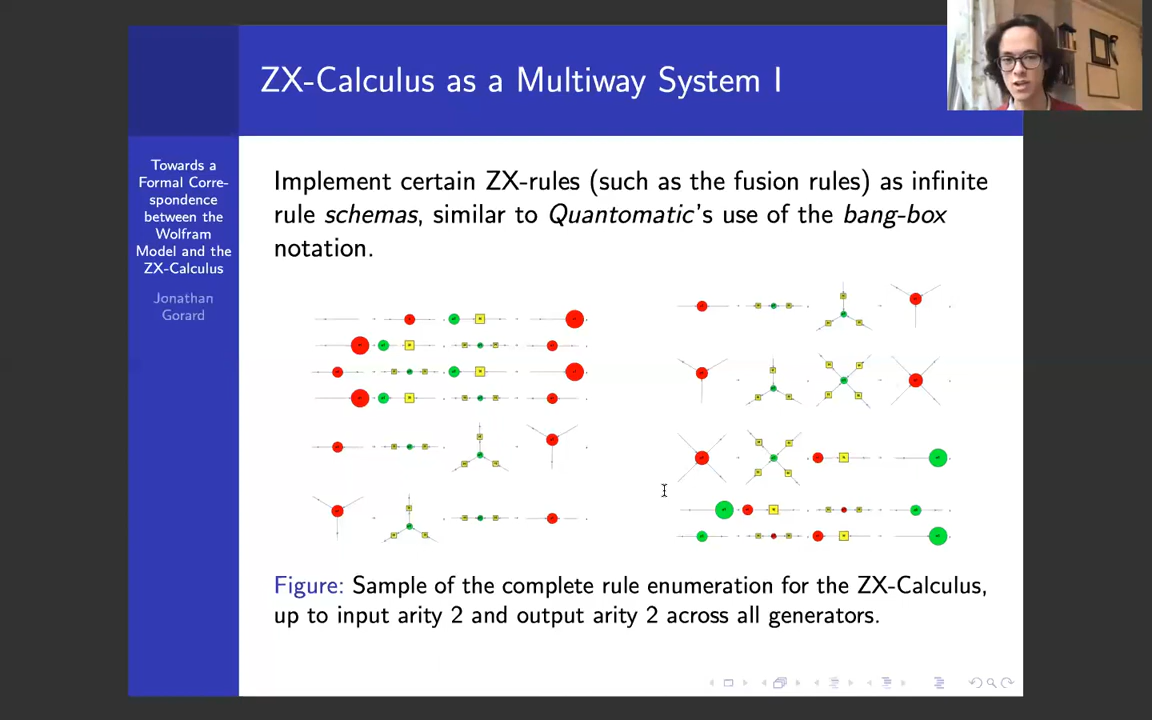 ZX-Calculus as a Multiway System I
Towards a
Formal Corre-
spondence
between the
Wolfram
Model and the
ZX-Calculus
Jonathan
Gorard
Implement certain ZX-rules (such as the fusion rules) as infinite
rule schemas, similar to Quantomatic's use of the bang-box
notation.
Figure: Sample of the complete rule enumeration for the ZX-Calculus,
up to input arity 2 and output arity 2 across all generators.